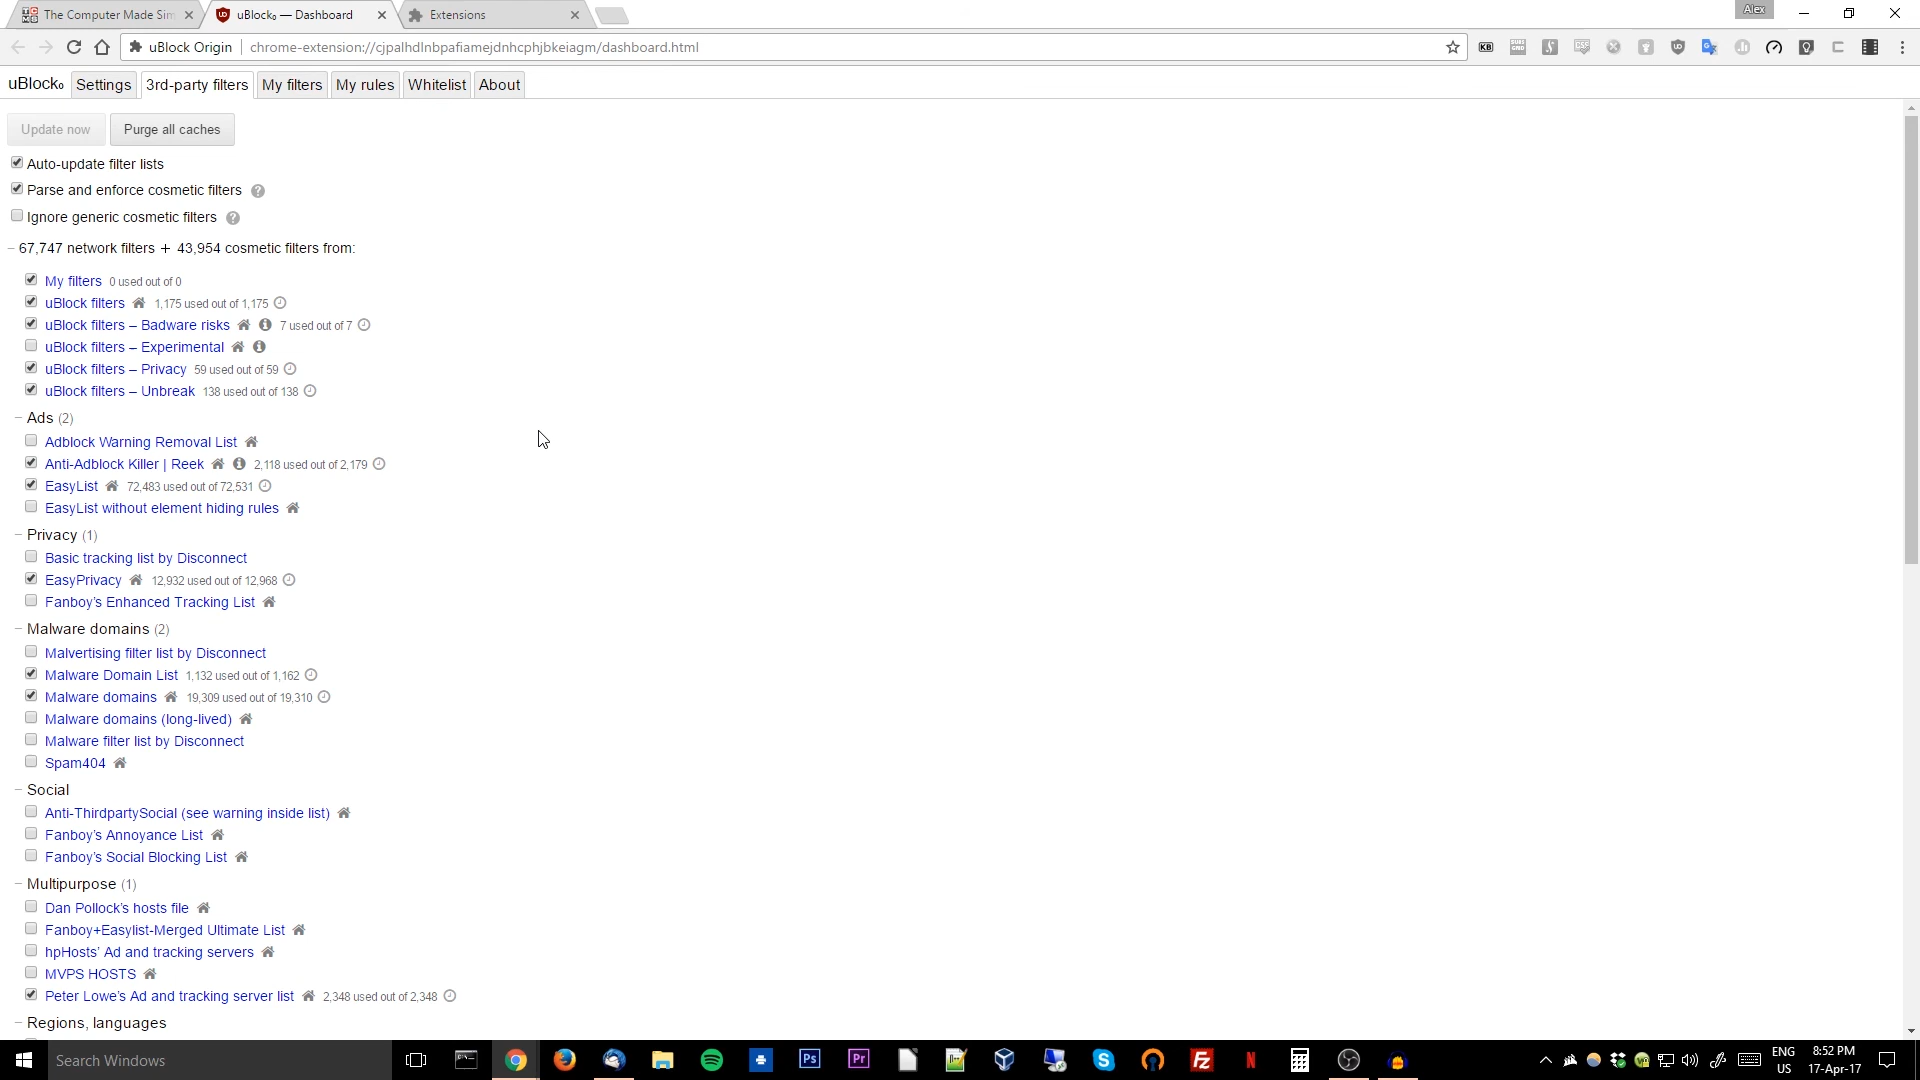 The Computer Made Sim
uBlock₀ — Dashboard
Extensions
Alex
uBlock Origin
chrome-extension://cjpalhdlnbpafiamejdnhcphjbkeiagm/dashboard.html
uBlock₀
Settings
3rd-party filters
My filters
My rules
Whitelist
About
Update now
Purge all caches
Auto-update filter lists
Parse and enforce cosmetic filters
Ignore generic cosmetic filters
67,747 network filters + 43,954 cosmetic filters from:
My filters 0 used out of 0
uBlock filters 1,175 used out of 1,175
uBlock filters – Badware risks 7 used out of 7
uBlock filters – Experimental
uBlock filters – Privacy 59 used out of 59
uBlock filters – Unbreak 138 used out of 138
Ads (2)
Adblock Warning Removal List
Anti-Adblock Killer | Reek 2,118 used out of 2,179
EasyList 72,483 used out of 72,531
EasyList without element hiding rules
Privacy (1)
Basic tracking list by Disconnect
EasyPrivacy 12,932 used out of 12,968
Fanboy's Enhanced Tracking List
Malware domains (2)
Malvertising filter list by Disconnect
Malware Domain List 1,132 used out of 1,162
Malware domains 19,309 used out of 19,310
Malware domains (long-lived)
Malware filter list by Disconnect
Spam404
Social
Anti-ThirdpartySocial (see warning inside list)
Fanboy's Annoyance List
Fanboy's Social Blocking List
Multipurpose (1)
Dan Pollock's hosts file
Fanboy+Easylist-Merged Ultimate List
hpHosts' Ad and tracking servers
MVPS HOSTS
Peter Lowe's Ad and tracking server list 2,348 used out of 2,348
Regions, languages
Search Windows
Ps
Pr
Fz
N
ENG
US
8:52 PM
17-Apr-17